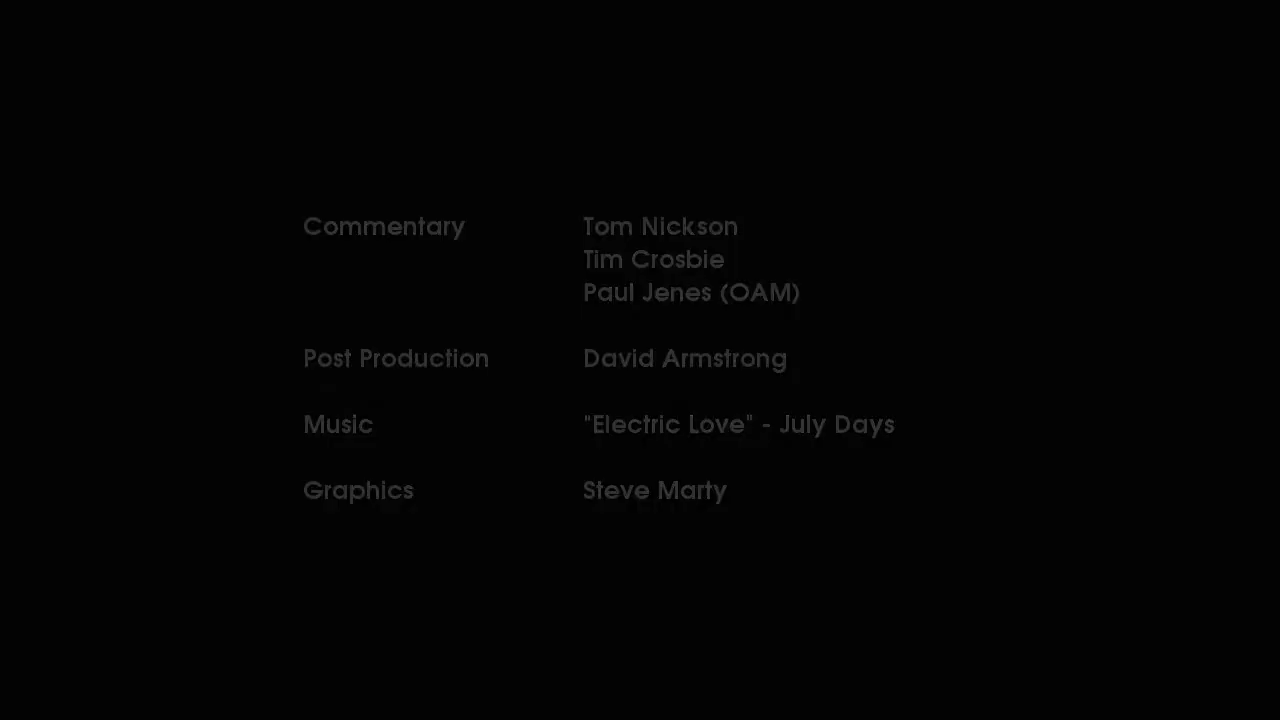 Commentary Tom Nickson
Tim Crosbie
Paul Jenes (OAM)
Post Production David Armstrong
Music "Electric Love" - July Days
Graphics Steve Marty